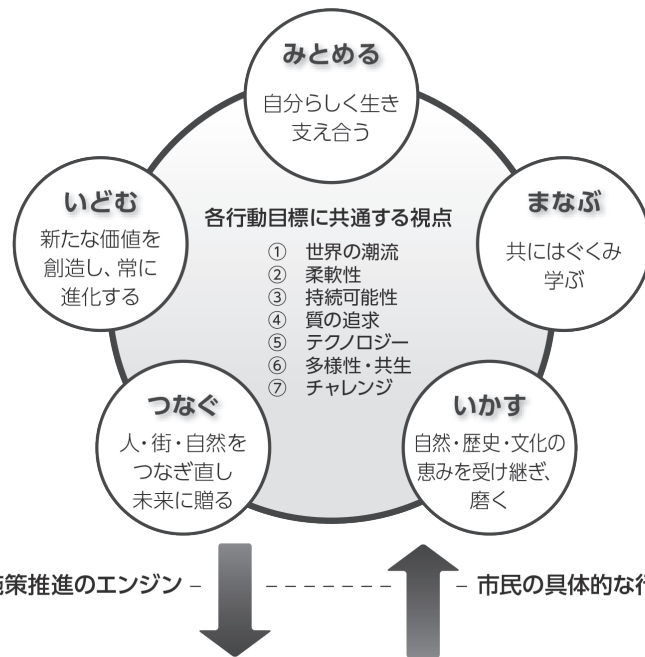 みとめる
自分らしく生き
支え合う
いどむ
新たな価値を
創造し、常に
進化する
まなぶ
共にはぐくみ
学ぶ
各行動目標に共通する視点
① 世界の潮流
② 柔軟性
③ 持続可能性
④ 質の追求
⑤ テクノロジー
⑥ 多様性・共生
⑦ チャレンジ
つなぐ
人・街・自然を
つなぎ直し
未来に贈る
いかす
自然・歴史・文化の
恵みを受け継ぎ、
磨く
策推進のエンジン
市民の具体的な